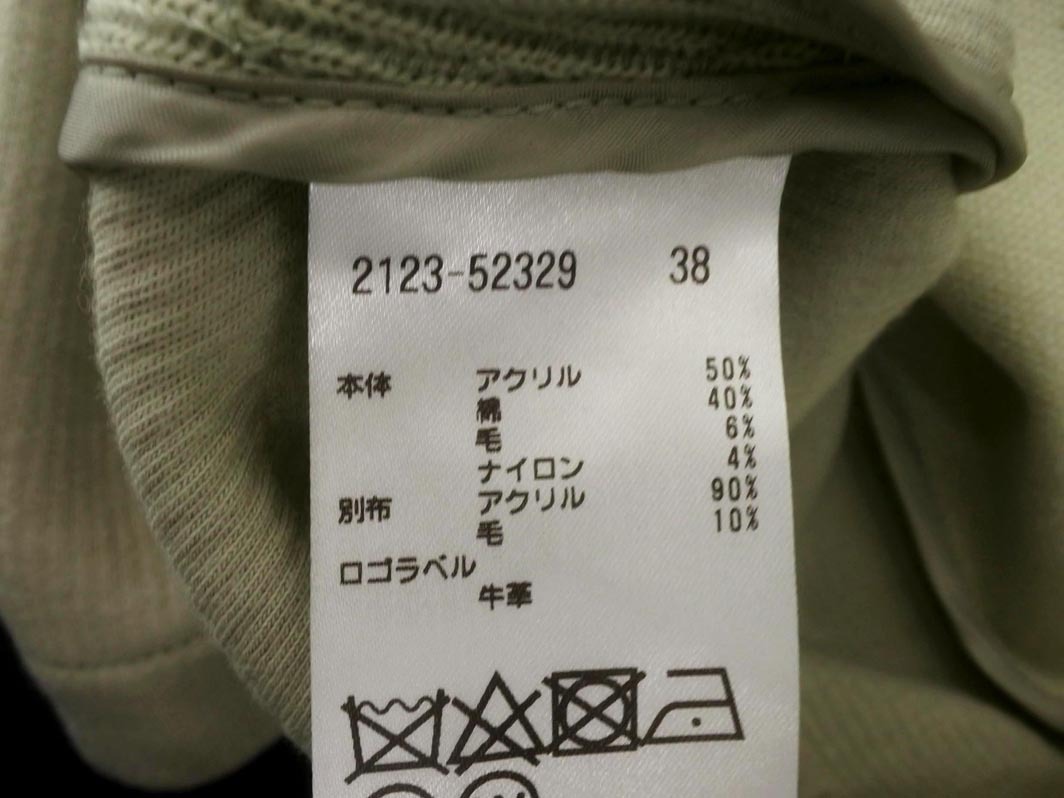 2123-52329 38
本体 アクリル 50%
綿 40%
毛 6%
ナイロン 4%
別布 アクリル 90%
毛 10%
ロゴラベル
牛革